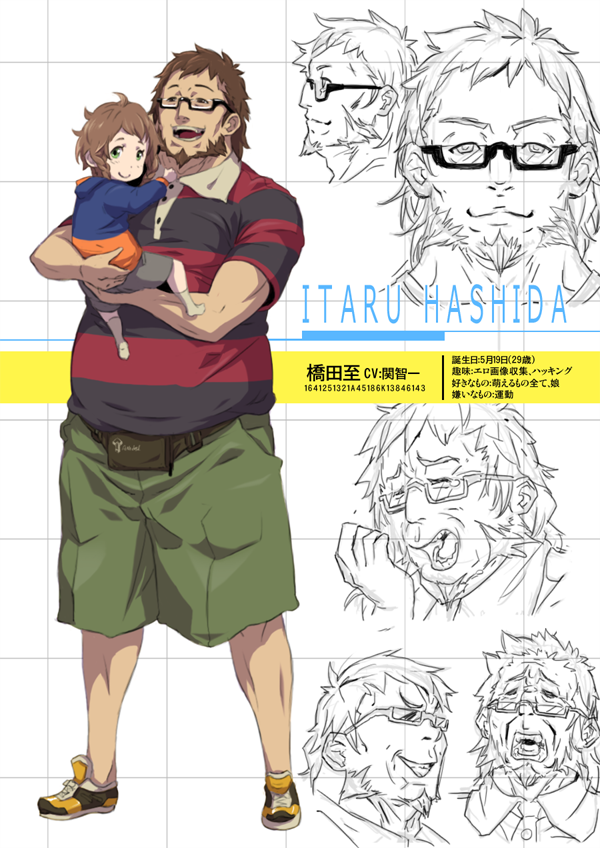 ITARU HASHIDA
橋田至 CV:関智一
1641251321A45186K13846143
誕生日:5月19日(29歳)
趣味:エロ画像収集、ハッキング
好きなもの:萌えるもの全て、娘
嫌いなもの:運動